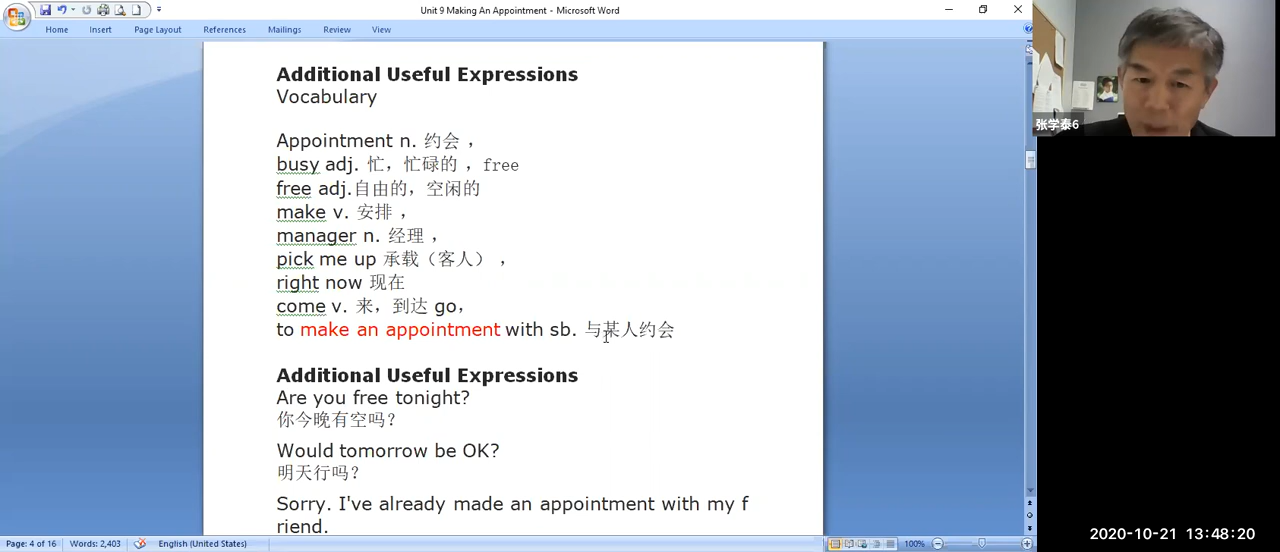 Unit 9 Making An Appointment - Microsoft Word
Home Insert Page Layout References Mailings Review View
Additional Useful Expressions
Vocabulary
Appointment n. 约会，
busy adj. 忙，忙碌的，free
free adj.自由的，空闲的
make v. 安排，
manager n. 经理，
pick me up 承载（客人），
right now 现在
come v. 来，到达 go，
to make an appointment with sb. 与某人约会
Additional Useful Expressions
Are you free tonight?
你今晚有空吗？
Would tomorrow be OK?
明天行吗？
Sorry. I've already made an appointment with my f
riend.
张学泰6
2020-10-21 13:48:20
Page: 4 of 16 Words: 2,403 English (United States) 100%